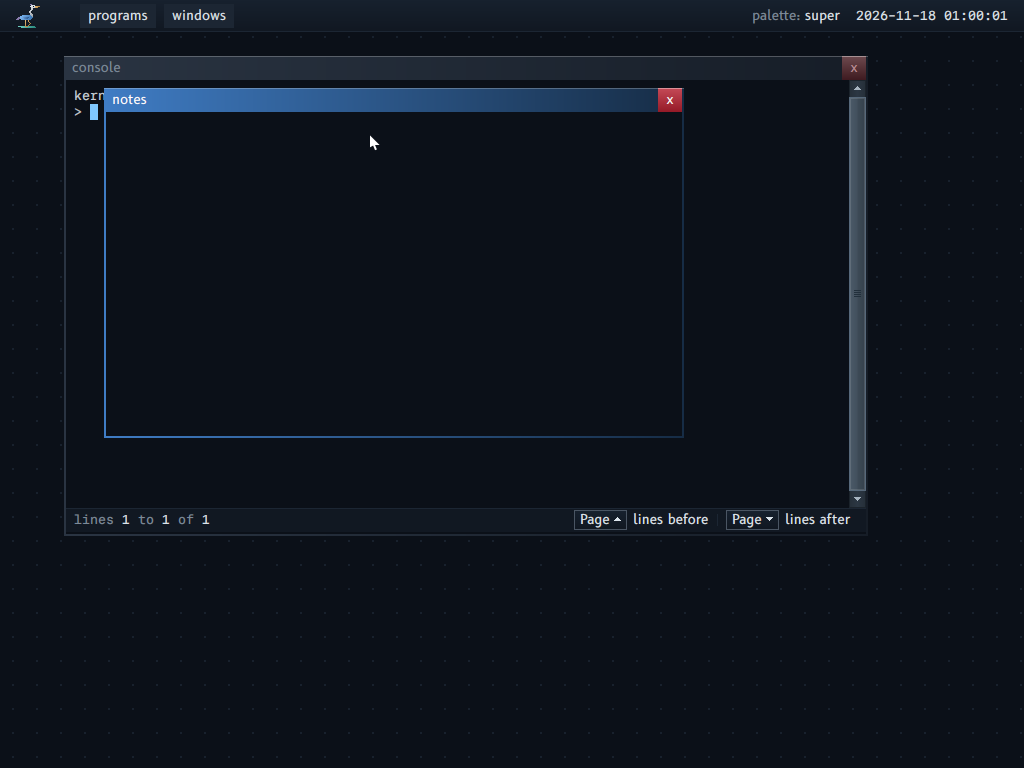 programs windows palette: super 2026-11-18 01:00:01
console x
notes x
>
lines 1 to 1 of 1 Page lines before Page lines after